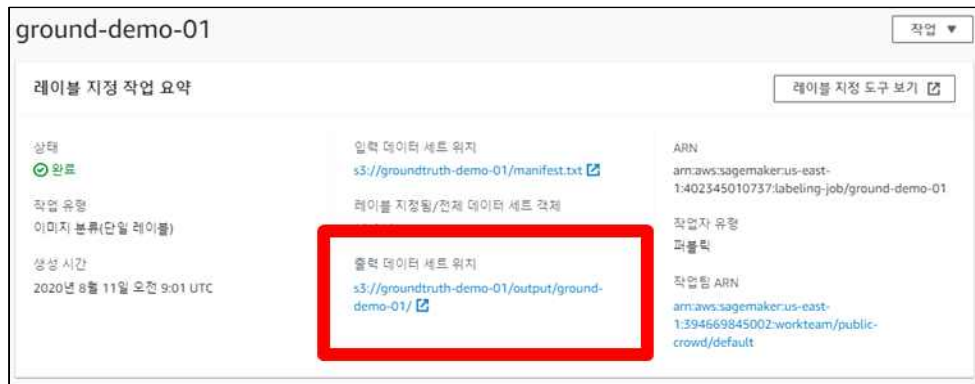 ground-demo-01
작업 ▼
레이블 지정 작업 요약
레이블 지정 도구 보기
상태
완료
작업 유형
이미지 분류(단일 레이블)
생성 시간
2020년 8월 11일 오전 9:01 UTC
입력 데이터 세트 위치
s3://groundtruth-demo-01/manifest.txt
레이블 지정됨/전체 데이터 세트 객체
출력 데이터 세트 위치
s3://groundtruth-demo-01/output/ground-
demo-01/
ARN
arn:aws:sagemaker:us-east-
1:402345010737:labeling-job/ground-demo-01
작업자 유형
퍼블릭
작업팀 ARN
arn:aws:sagemaker:us-east-
1:394669845002:workteam/public-
crowd/default